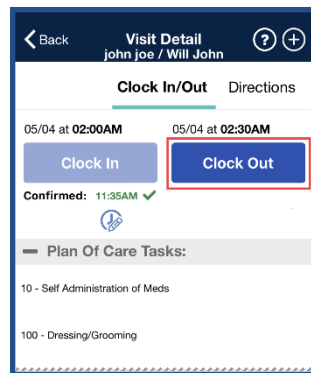 Back Visit Detail ?
john joe / Will John
Clock In/Out Directions
05/04 at 02:00AM 05/04 at 02:30AM
Clock In Clock Out
Confirmed: 11:35AM
Plan Of Care Tasks:
10 - Self Administration of Meds
100 - Dressing/Grooming